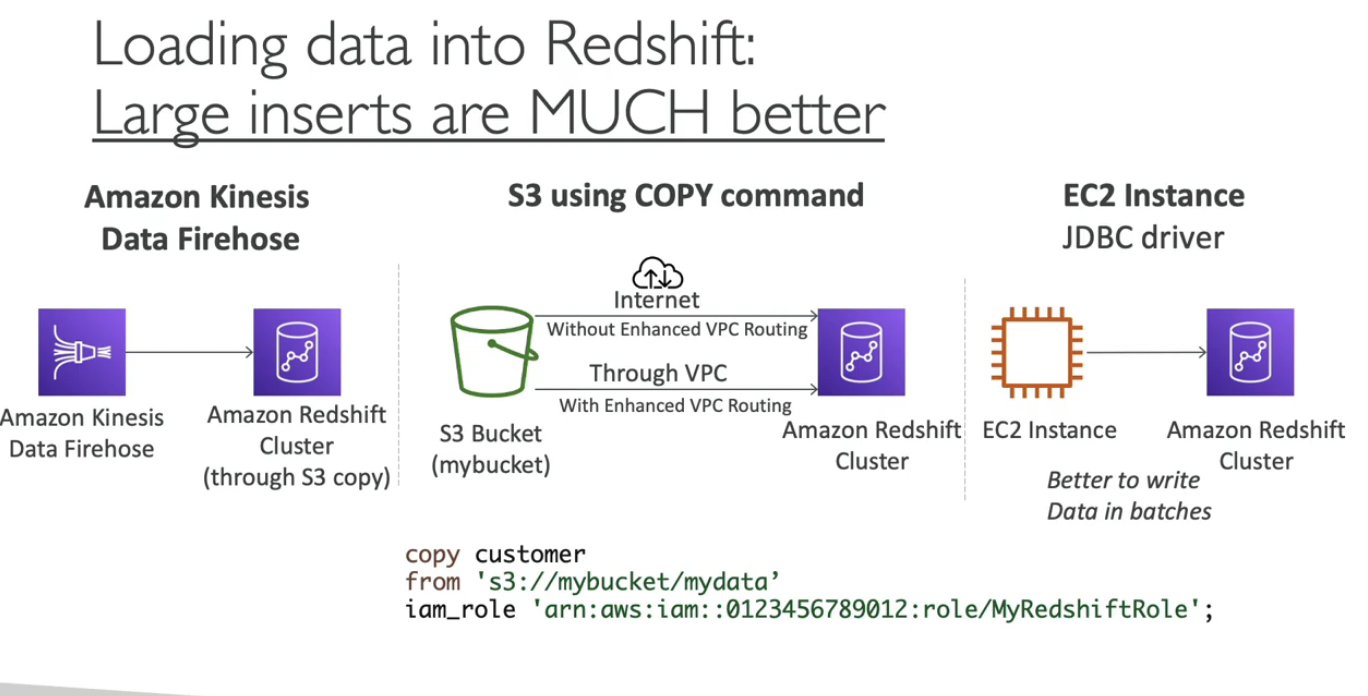 Loading data into Redshift:
Large inserts are MUCH better
Amazon Kinesis
Data Firehose
Amazon Kinesis
Data Firehose
Amazon Redshift
Cluster
(through S3 copy)
S3 using COPY command
Internet
Without Enhanced VPC Routing
Through VPC
With Enhanced VPC Routing
S3 Bucket
(mybucket)
Amazon Redshift
Cluster
EC2 Instance
JDBC driver
EC2 Instance
Amazon Redshift
Cluster
Better to write
Data in batches
copy customer
from 's3://mybucket/mydata’
iam_role 'arn:aws:iam::0123456789012:role/MyRedshiftRole';